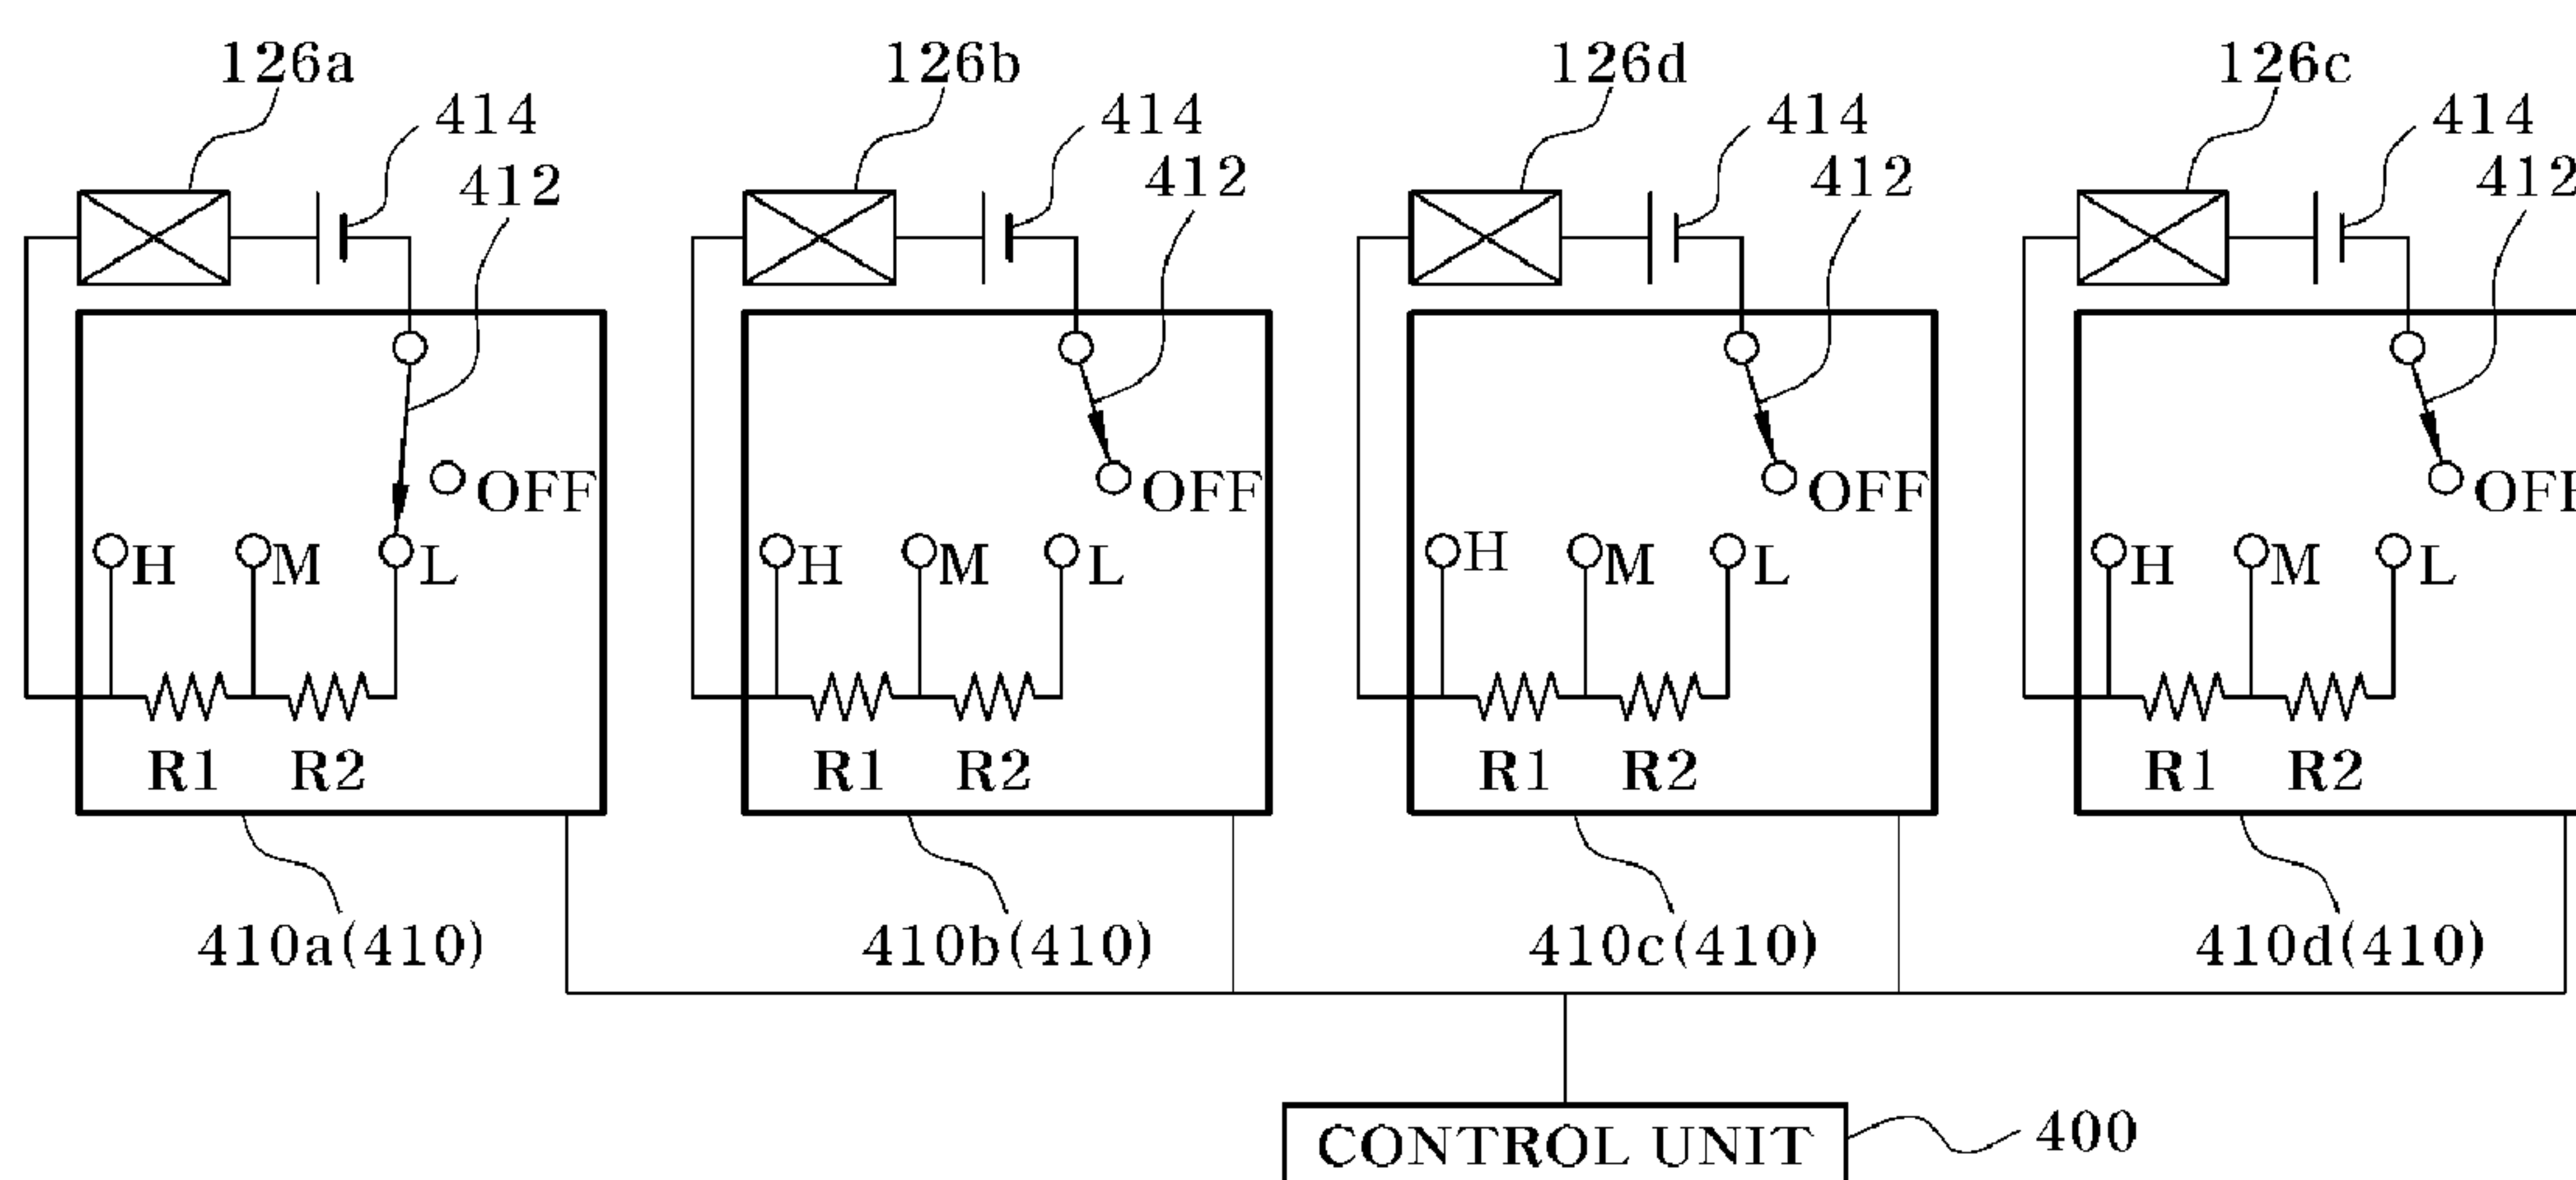 126a 126b 126d 126c
414 414 414 414
412 412 412 412
OFF OFF OFF OFF
H M L H M L H M L H M L
R1 R2 R1 R2 R1 R2 R1 R2
410a(410) 410b(410) 410c(410) 410d(410)
CONTROL UNIT 400